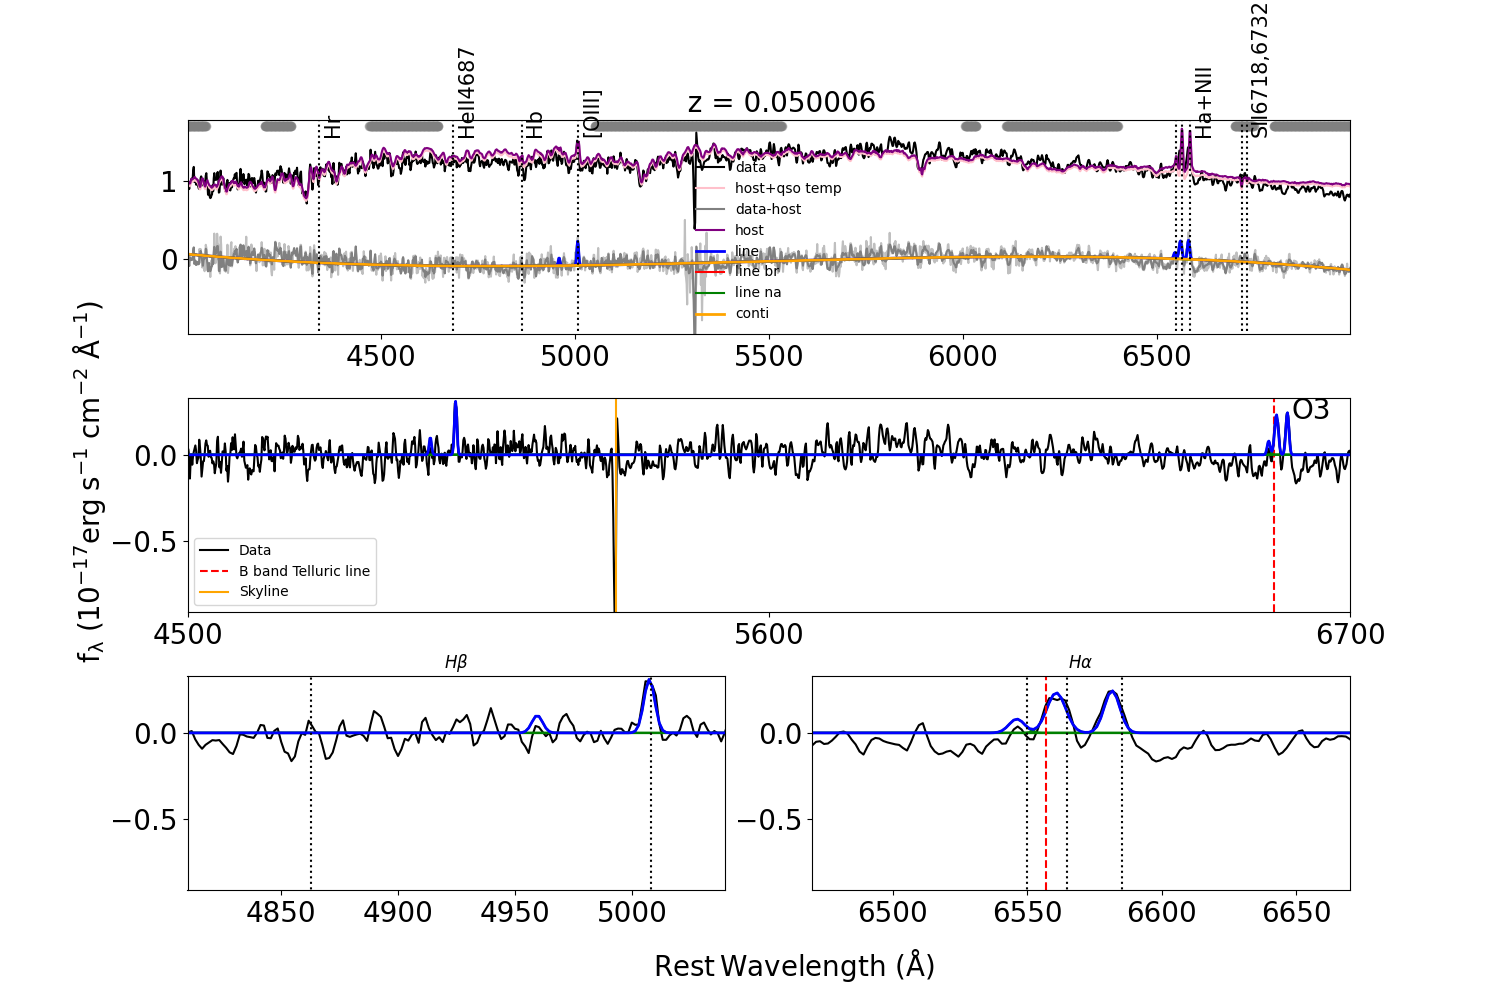 z = 0.050006
Hr
HeII4687
Hb
[OIII]
Ha+NII
SII6718,6732
1
0
data
host+qso temp
data-host
host
line
line br
line na
conti
4500 5000 5500 6000 6500
fλ (10⁻¹⁷erg s⁻¹ cm⁻² Å⁻¹)
0.0
−0.5
O3
Data
B band Telluric line
Skyline
4500 5600 6700
Hβ
0.0
−0.5
4850 4900 4950 5000
Hα
0.0
−0.5
6500 6550 6600 6650
Rest Wavelength (Å)